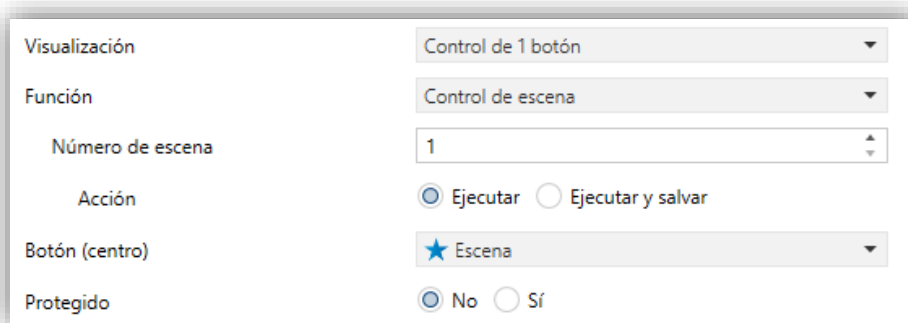 Visualización Control de 1 botón
Función Control de escena
Número de escena 1
Acción Ejecutar Ejecutar y salvar
Botón (centro) Escena
Protegido No Sí